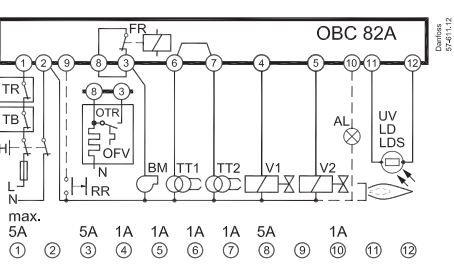 FR
OBC 82A
Danfoss
57-611.12
1 2 9 8 3 6 7 4 5 10 11 12
TR
8 3
OTR
TB
AL
UV
LD
LDS
H
OFV
L
N
N
RR
BM TT1 TT2 V1 V2
max.
5A 5A 1A 1A 1A 1A 5A 1A
1 2 3 4 5 6 7 8 9 10 11 12